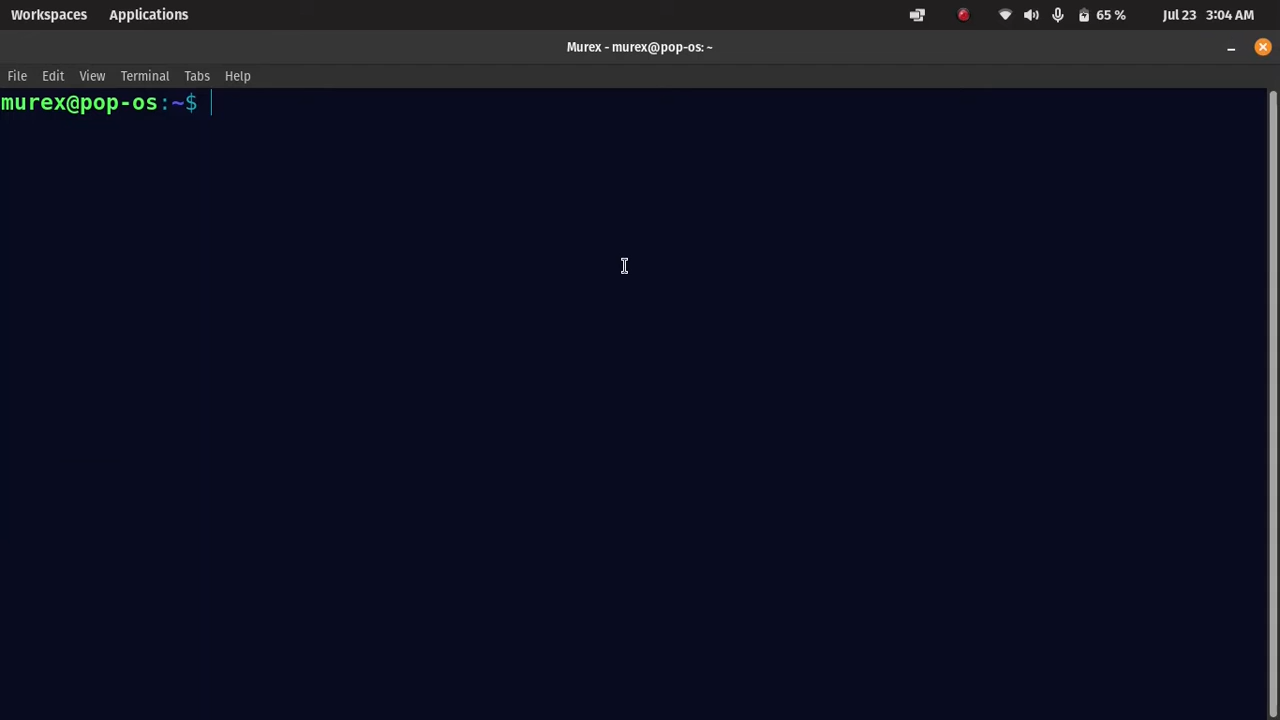 Workspaces Applications 65 % Jul 23 3:04 AM
Murex - murex@pop-os: ~
File Edit View Terminal Tabs Help
murex@pop-os:~$